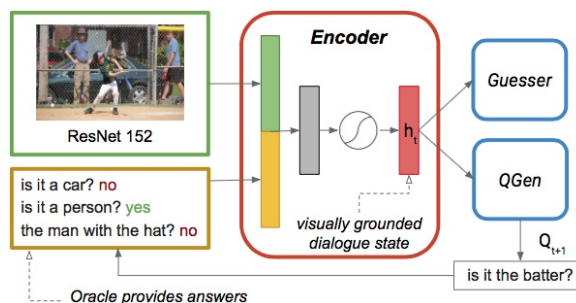 Encoder
ResNet 152
h_t
Guesser
QGen
is it a car? no
is it a person? yes
the man with the hat? no
visually grounded
dialogue state
Q_{t+1}
is it the batter?
Oracle provides answers